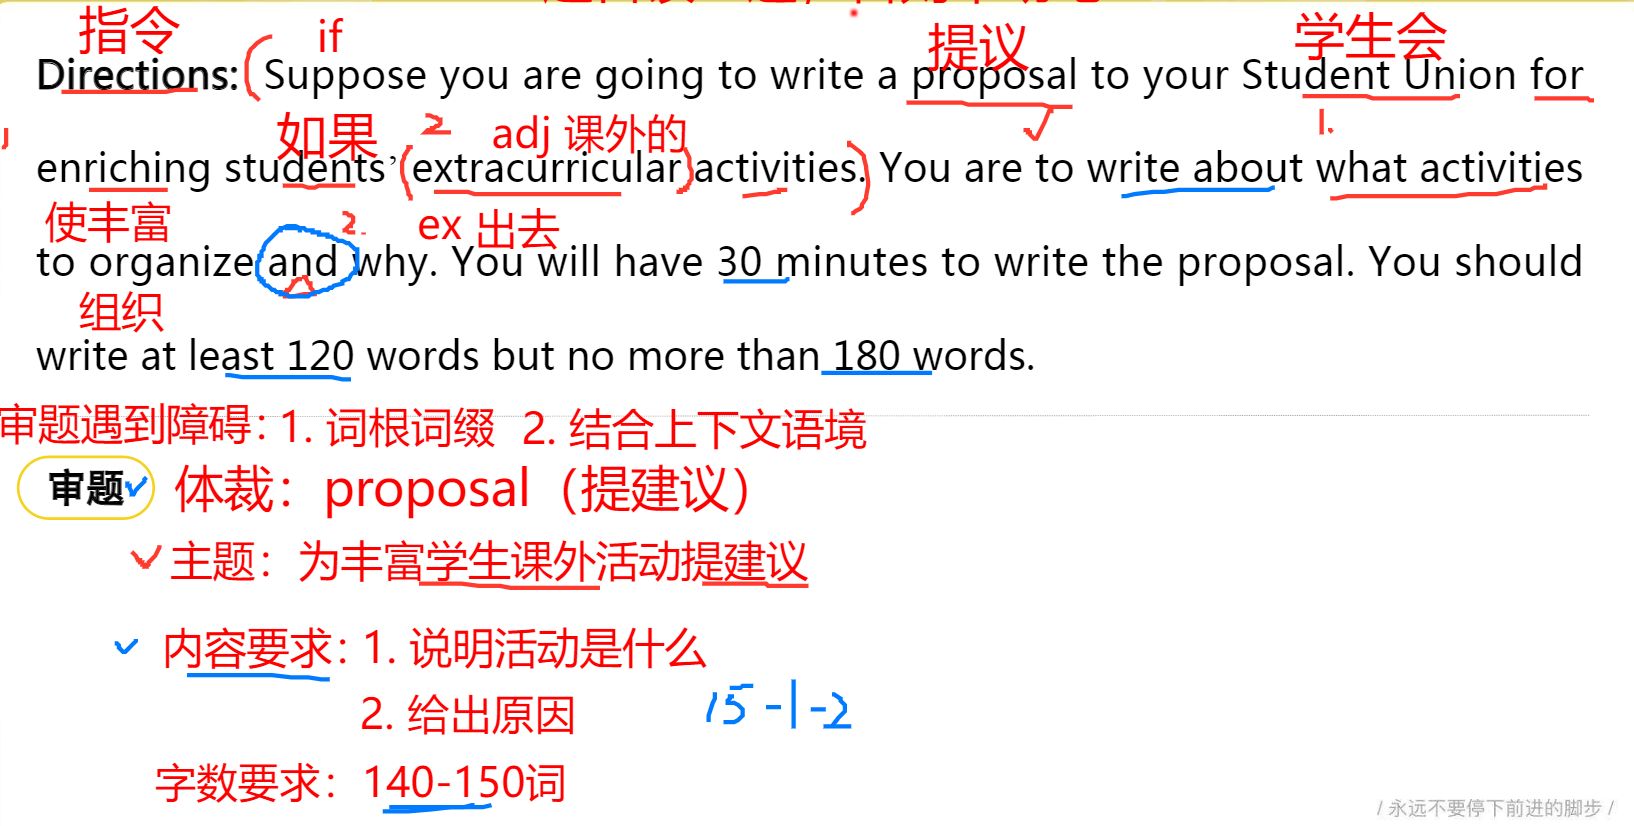 指令 if 提议 学生会
Directions: Suppose you are going to write a proposal to your Student Union for
如果 2 adj 课外的 1.
enriching students’ extracurricular activities. You are to write about what activities
使丰富 2. ex 出去
to organize and why. You will have 30 minutes to write the proposal. You should
组织
write at least 120 words but no more than 180 words.
审题遇到障碍：1. 词根词缀 2. 结合上下文语境
审题 体裁：proposal（提建议）
主题：为丰富学生课外活动提建议
内容要求：1. 说明活动是什么
2. 给出原因
15 -1 -2
字数要求：140-150词
/ 永远不要停下前进的脚步 /